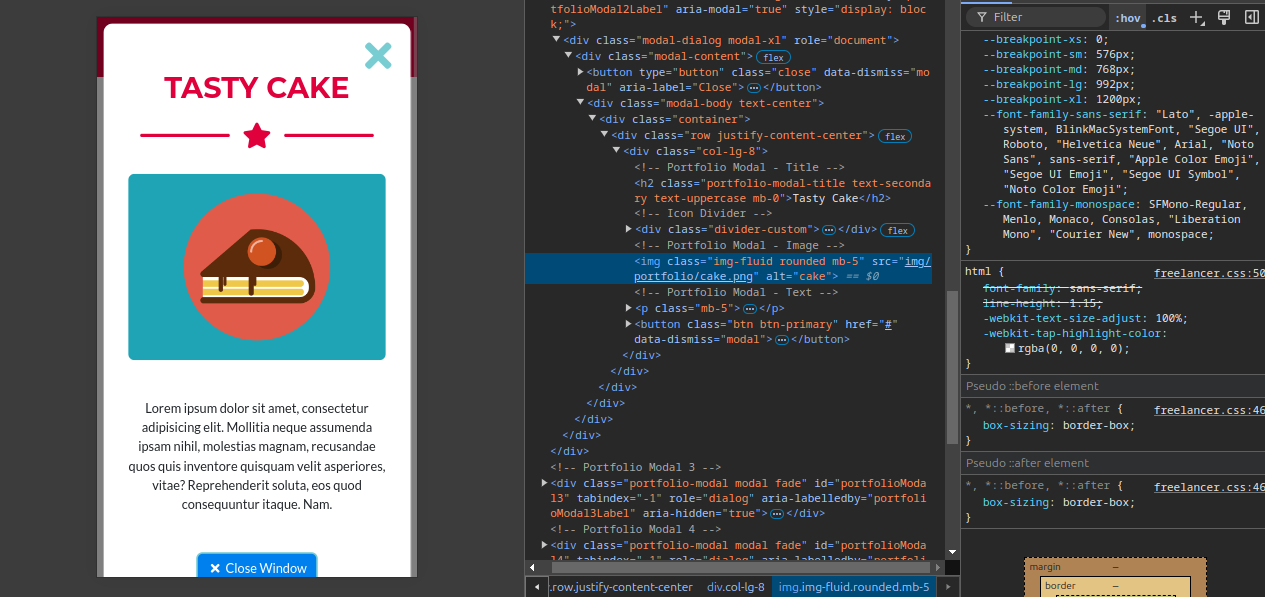 TASTY CAKE
Lorem ipsum dolor sit amet, consectetur
adipisicing elit. Mollitia neque assumenda
ipsam nihil, molestias magnam, recusandae
quos quis inventore quisquam velit asperiores,
vitae? Reprehenderit soluta, eos quod
consequuntur itaque. Nam.
Close Window
tfolioModal2Label" aria-modal="true" style="display: bloc
k;">
<div class="modal-dialog modal-xl" role="document">
<div class="modal-content"> flex
<button type="button" class="close" data-dismiss="mo
dal" aria-label="Close"> … </button>
<div class="modal-body text-center">
<div class="container">
<div class="row justify-content-center"> flex
<div class="col-lg-8">
<!-- Portfolio Modal - Title -->
<h2 class="portfolio-modal-title text-seconda
ry text-uppercase mb-0">Tasty Cake</h2>
<!-- Icon Divider -->
<div class="divider-custom"> … </div> flex
<!-- Portfolio Modal - Image -->
<img class="img-fluid rounded mb-5" src="img/
portfolio/cake.png" alt="cake"> == $0
<!-- Portfolio Modal - Text -->
<p class="mb-5"> … </p>
<button class="btn btn-primary" href="#"
data-dismiss="modal"> … </button>
</div>
</div>
</div>
</div>
</div>
</div>
</div>
<!-- Portfolio Modal 3 -->
<div class="portfolio-modal modal fade" id="portfolioModa
l3" tabindex="-1" role="dialog" aria-labelledby="portfoli
oModal3Label" aria-hidden="true"> … </div>
<!-- Portfolio Modal 4 -->
<div class="portfolio-modal modal fade" id="portfolioModa
l4" tabindex="-1" role="dialog" aria-labelledby="portfoli
.row.justify-content-center div.col-lg-8 img.img-fluid.rounded.mb-5
Filter :hov .cls
--breakpoint-xs: 0;
--breakpoint-sm: 576px;
--breakpoint-md: 768px;
--breakpoint-lg: 992px;
--breakpoint-xl: 1200px;
--font-family-sans-serif: "Lato", -apple-
system, BlinkMacSystemFont, "Segoe UI",
Roboto, "Helvetica Neue", Arial, "Noto
Sans", sans-serif, "Apple Color Emoji",
"Segoe UI Emoji", "Segoe UI Symbol",
"Noto Color Emoji";
--font-family-monospace: SFMono-Regular,
Menlo, Monaco, Consolas, "Liberation
Mono", "Courier New", monospace;
}
html { freelancer.css:50
font-family: sans-serif;
line-height: 1.15;
-webkit-text-size-adjust: 100%;
-webkit-tap-highlight-color:
rgba(0, 0, 0, 0);
}
Pseudo ::before element
*, *::before, *::after { freelancer.css:46
box-sizing: border-box;
}
Pseudo ::after element
*, *::before, *::after { freelancer.css:46
box-sizing: border-box;
}
margin –
border –